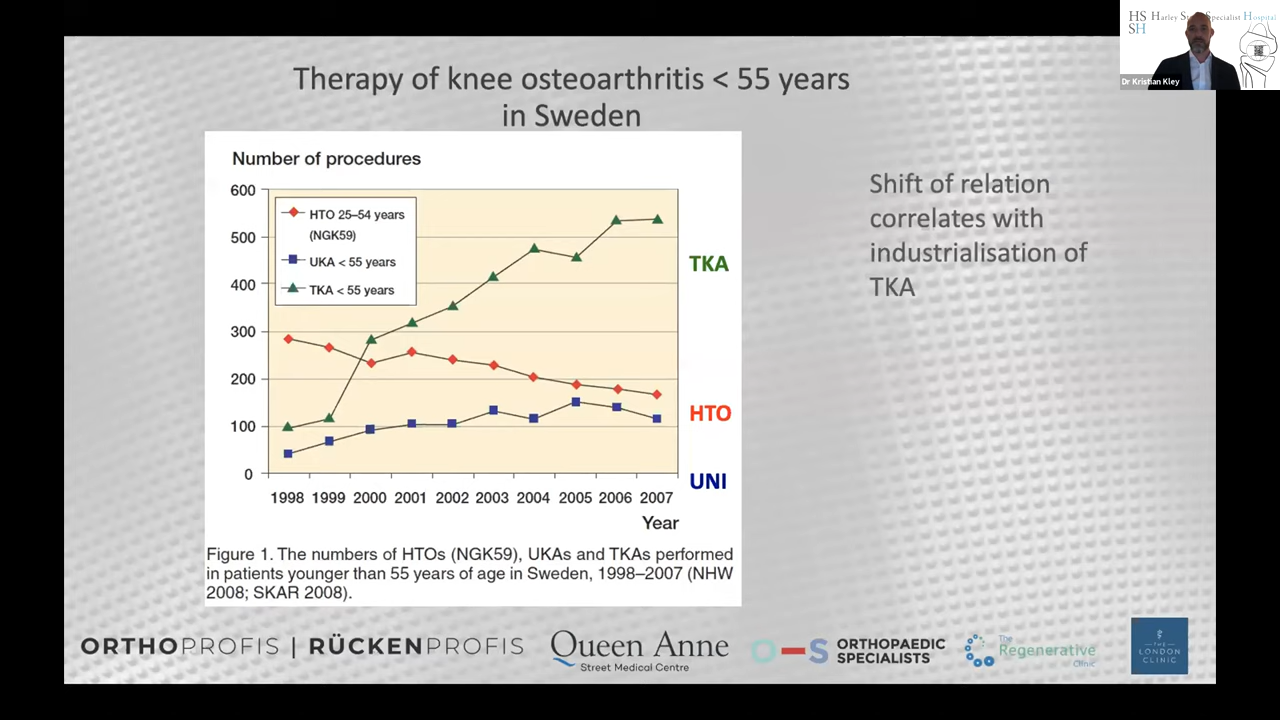 HS Harley Specialist Hospital
SH
Dr Kristian Kley
Therapy of knee osteoarthritis < 55 years
in Sweden
Number of procedures
600
500
400
300
200
100
0
HTO 25–54 years
(NGK59)
UKA < 55 years
TKA < 55 years
1998 1999 2000 2001 2002 2003 2004 2005 2006 2007
Year
TKA
HTO
UNI
Figure 1. The numbers of HTOs (NGK59), UKAs and TKAs performed
in patients younger than 55 years of age in Sweden, 1998–2007 (NHW
2008; SKAR 2008).
Shift of relation
correlates with
industrialisation of
TKA
ORTHOPROFIS | RÜCKENPROFIS
Queen Anne
Street Medical Centre
O–S ORTHOPAEDIC
SPECIALISTS
The
Regenerative
Clinic
THE
LONDON
CLINIC